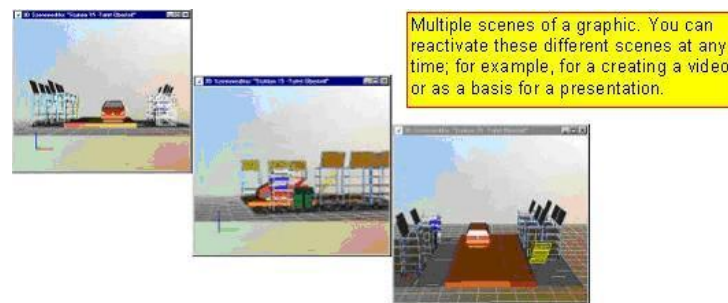 Multiple scenes of a graphic. You can
reactivate these different scenes at any
time; for example, for a creating a video
or as a basis for a presentation.